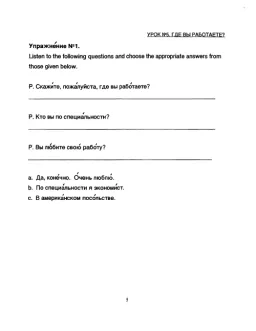 УРОК №5. ГДЕ ВЫ РАБОТАЕТЕ?
Упражне́ние №1.
Listen to the following questions and choose the appropriate answers from
those given below.
Р. Скажи́те, пожа́луйста, где вы рабо́таете?
Р. Кто вы по специа́льности?
Р. Вы лю́бите свою́ рабо́ту?
a. Да, коне́чно. О́чень люблю́.
b. По специа́льности я экономи́ст.
c. В америка́нском посо́льстве.
1